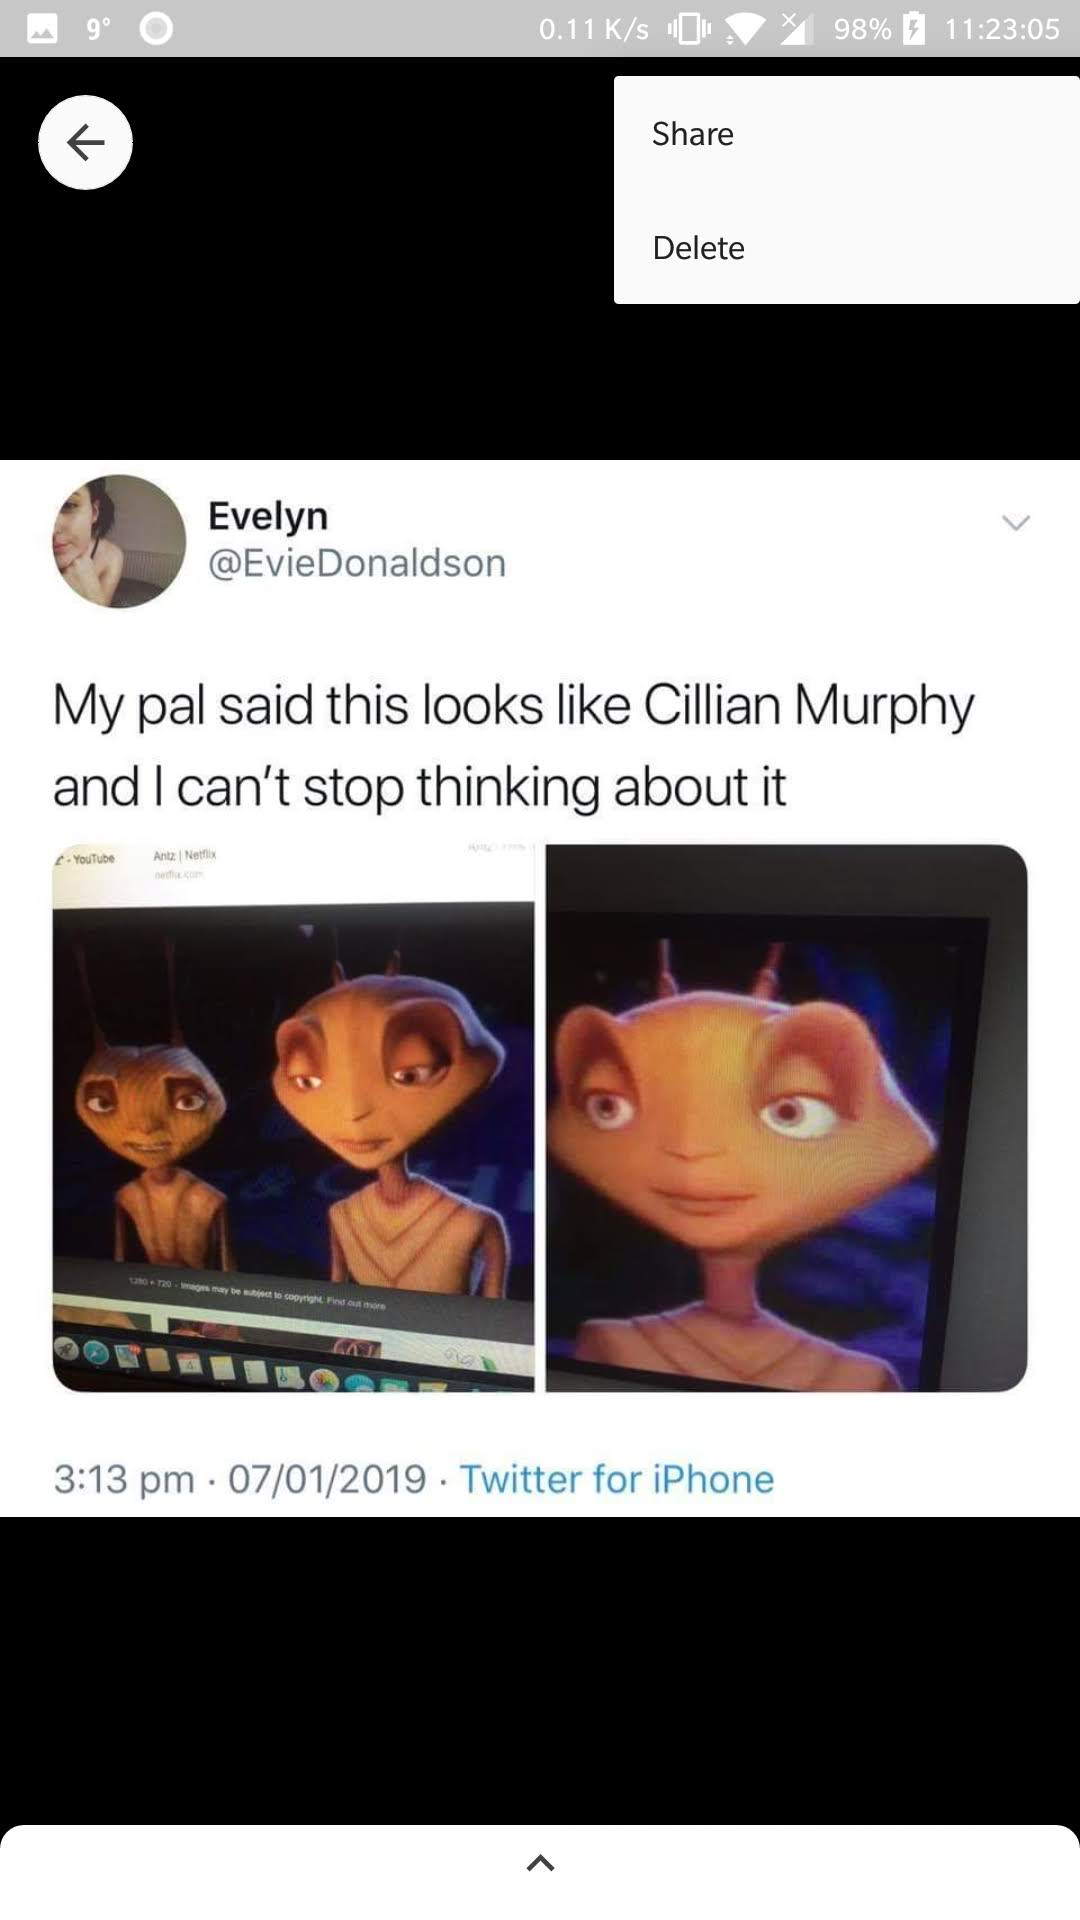 9°
0.11 K/s
98%
11:23:05
Share
Delete
Evelyn
@EvieDonaldson
My pal said this looks like Cillian Murphy
and I can't stop thinking about it
- YouTube
Antz | Netflix
netflix.com
1280 × 720 - Images may be subject to copyright. Find out more
3:13 pm · 07/01/2019 · Twitter for iPhone